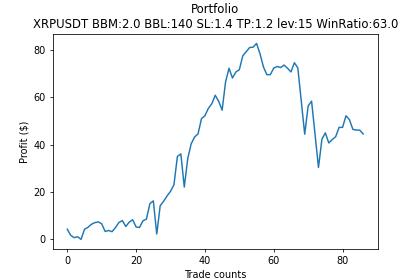 Portfolio
XRPUSDT BBM:2.0 BBL:140 SL:1.4 TP:1.2 lev:15 WinRatio:63.0
80
60
40
20
0
Profit ($)
0 20 40 60 80
Trade counts